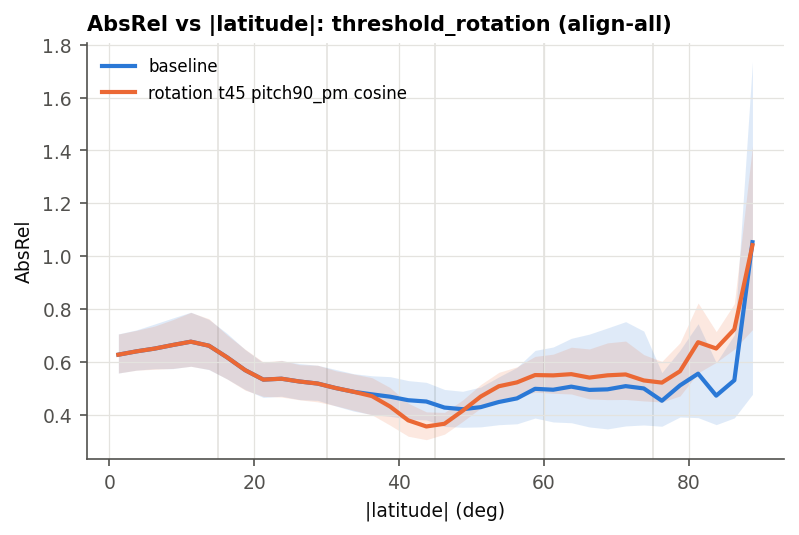 AbsRel vs |latitude|: threshold_rotation (align-all)
baseline
rotation t45 pitch90_pm cosine
1.8
1.6
1.4
1.2
1.0
0.8
0.6
0.4
AbsRel
0 20 40 60 80
|latitude| (deg)